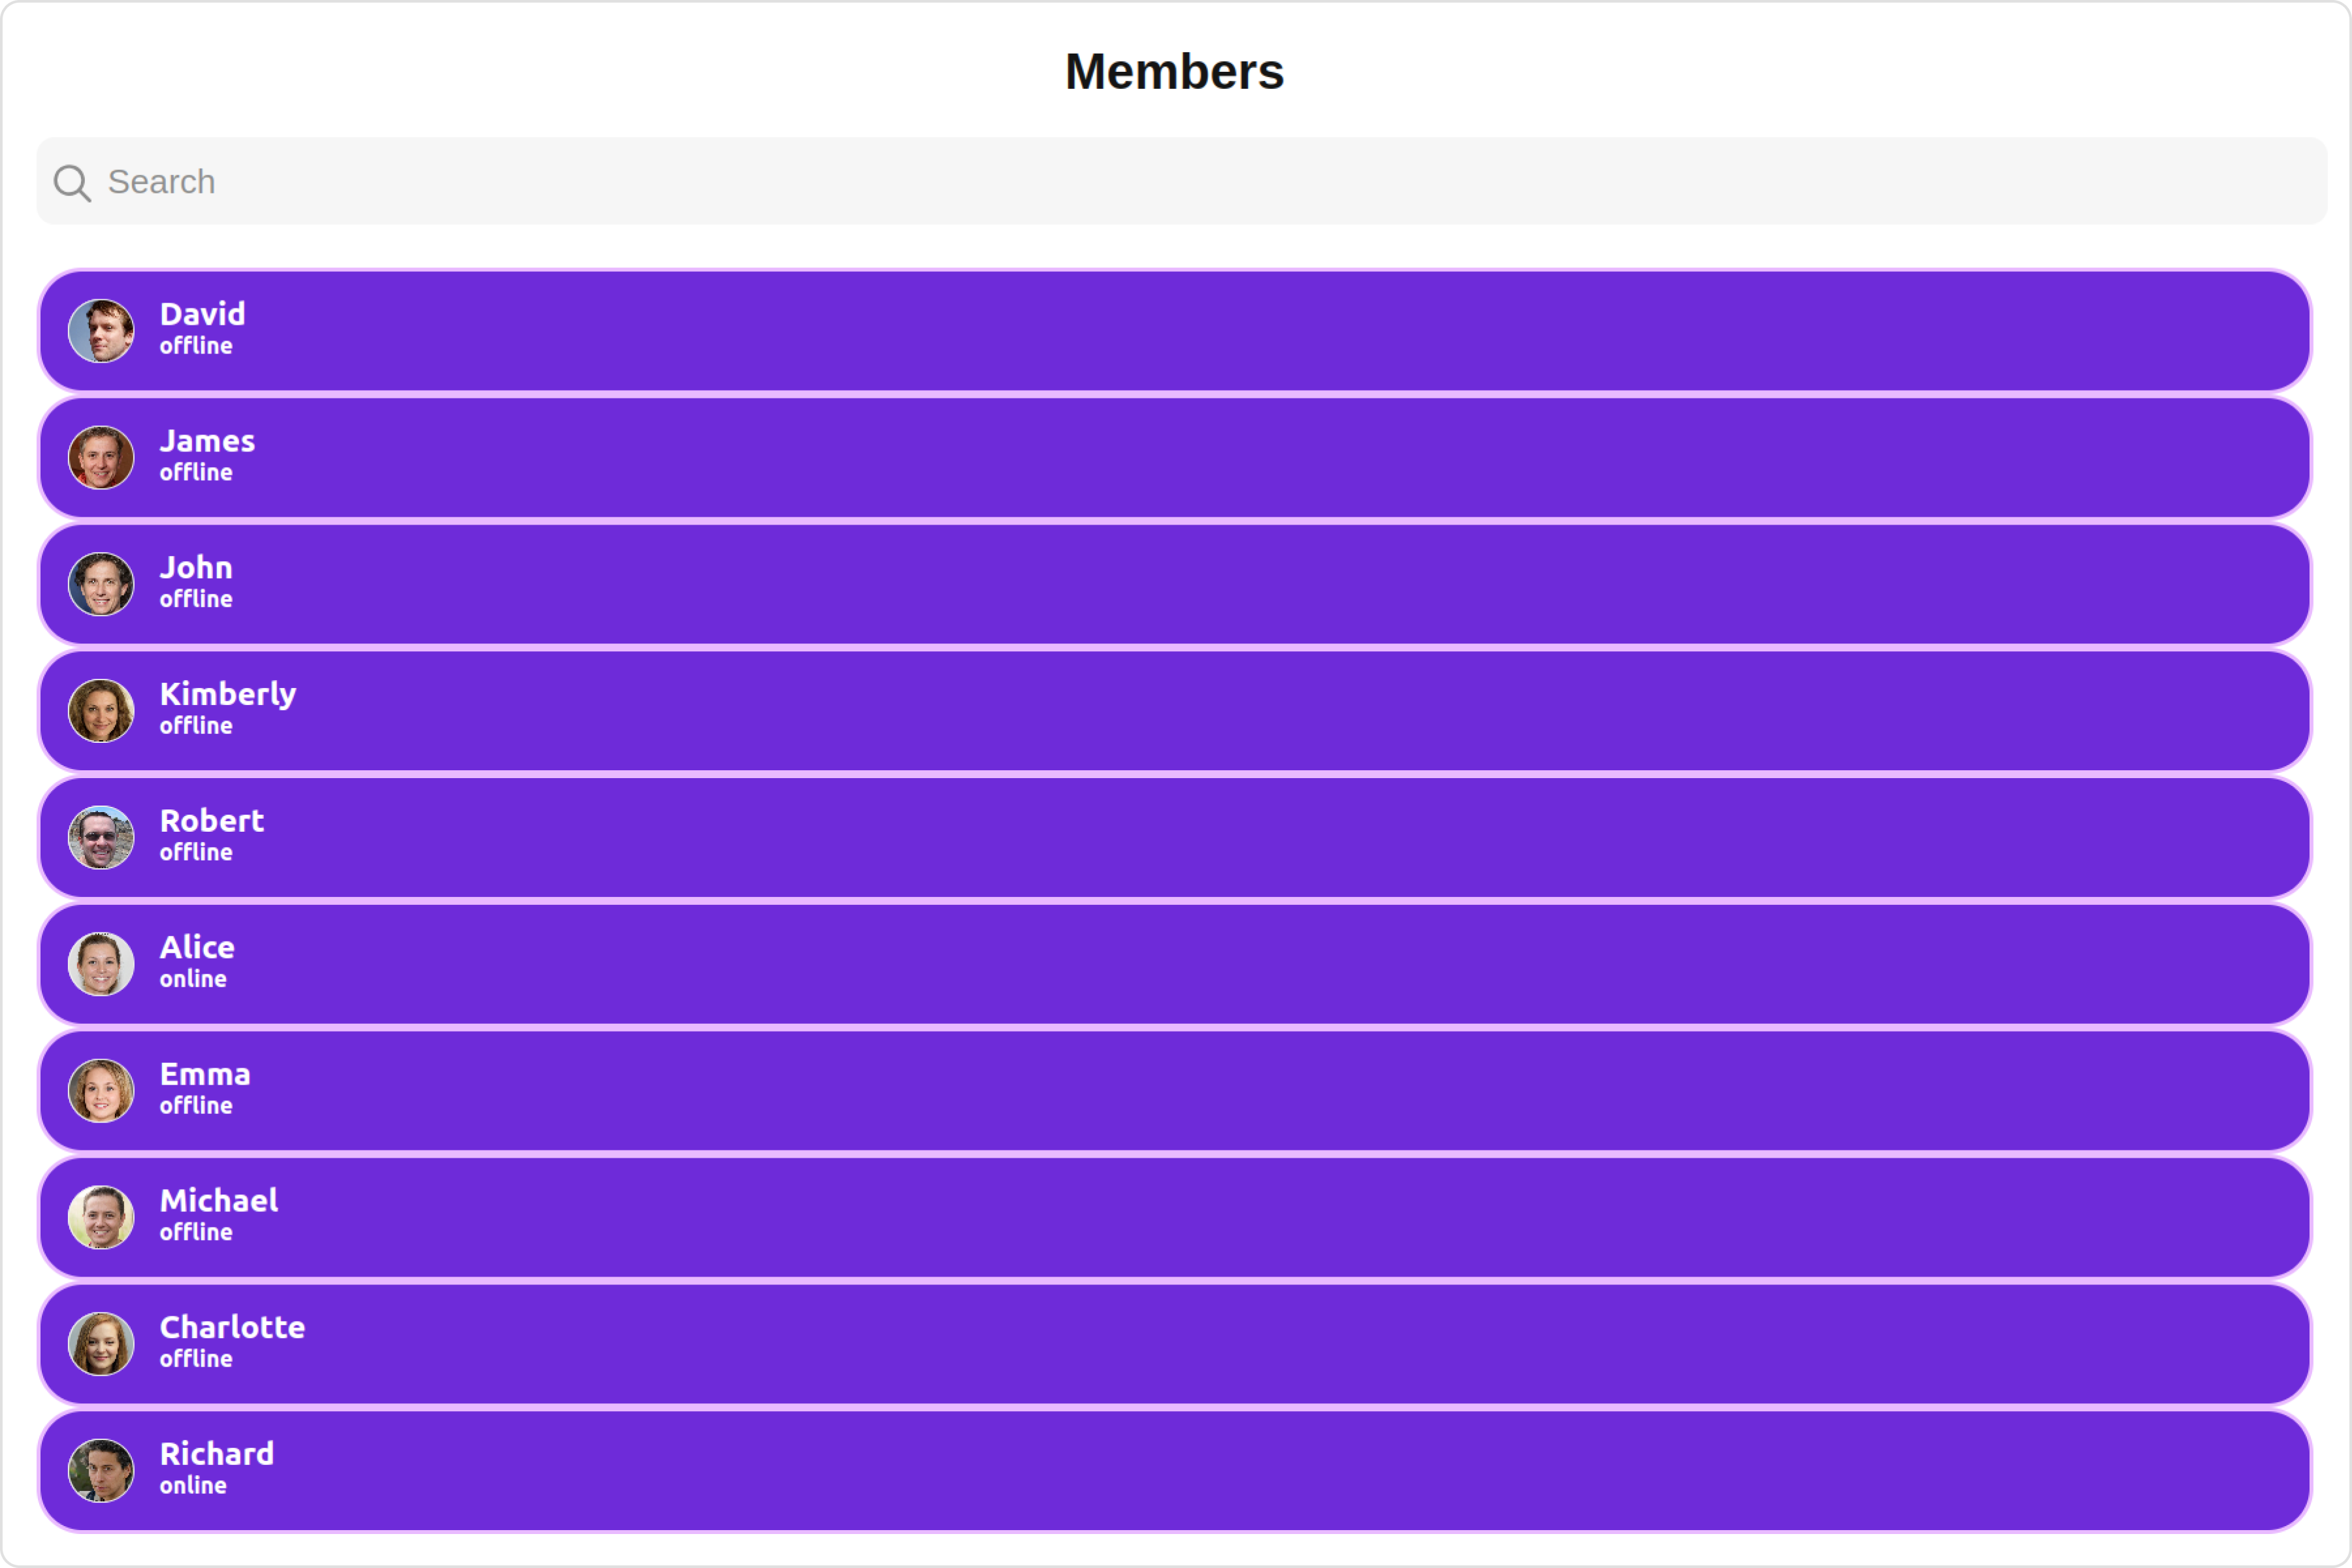 Members
Search
David
offline
James
offline
John
offline
Kimberly
offline
Robert
offline
Alice
online
Emma
offline
Michael
offline
Charlotte
offline
Richard
online